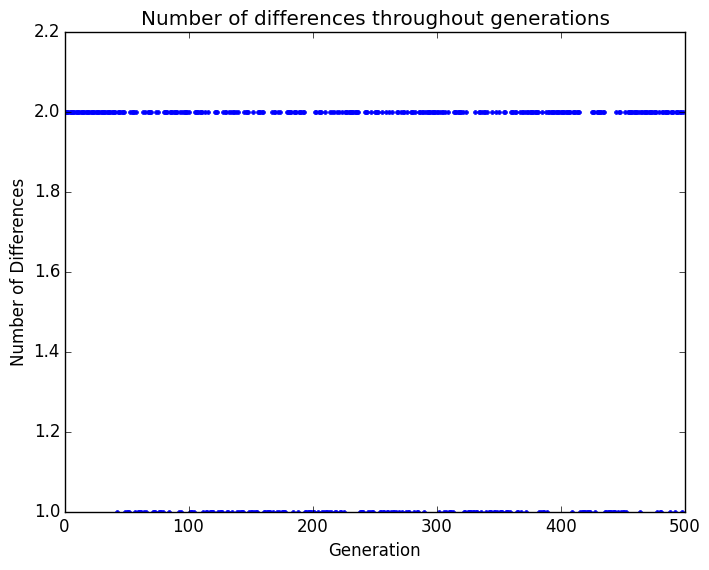 Number of differences throughout generations
2.2
2.0
1.8
1.6
1.4
1.2
1.0
Number of Differences
0 100 200 300 400 500
Generation